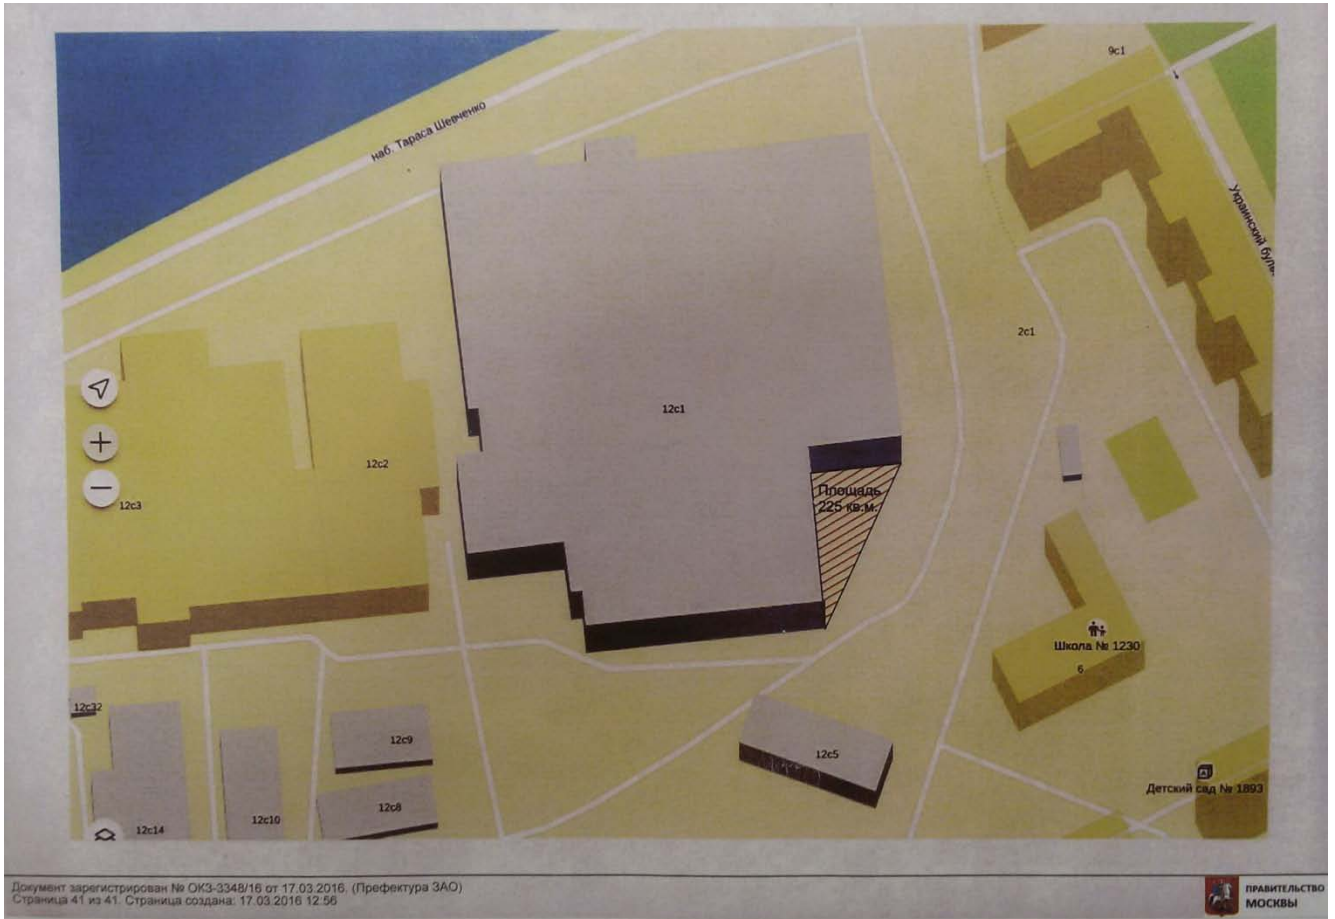 9с1
наб. Тараса Шевченко
Украинский буль
2с1
12с1
12с2
12с3
Площадь
225 кв.м.
Школа № 1230
6
12с32
12с9
12с5
Детский сад № 1893
12с8
12с10
12с14
Документ зарегистрирован № ОКЗ-3348/16 от 17.03.2016. (Префектура ЗАО)
Страница 41 из 41. Страница создана: 17.03.2016 12:56
ПРАВИТЕЛЬСТВО
МОСКВЫ